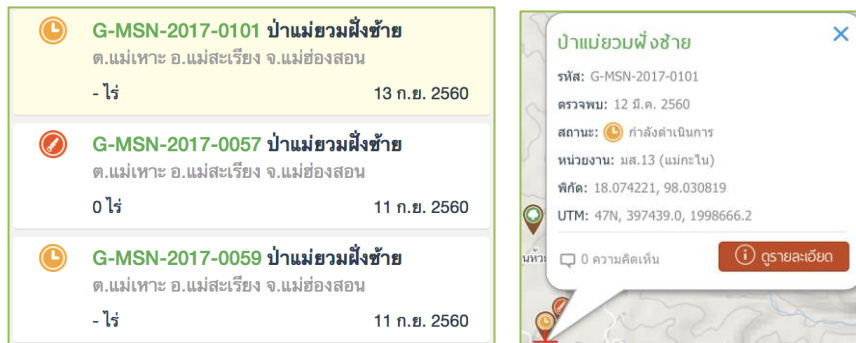 G-MSN-2017-0101 ป่าแม่ยวมฝั่งซ้าย
ต.แม่เหาะ อ.แม่สะเรียง จ.แม่ฮ่องสอน
- ไร่ 13 ก.ย. 2560
G-MSN-2017-0057 ป่าแม่ยวมฝั่งซ้าย
ต.แม่เหาะ อ.แม่สะเรียง จ.แม่ฮ่องสอน
0 ไร่ 11 ก.ย. 2560
G-MSN-2017-0059 ป่าแม่ยวมฝั่งซ้าย
ต.แม่เหาะ อ.แม่สะเรียง จ.แม่ฮ่องสอน
- ไร่ 11 ก.ย. 2560
ป่าแม่ยวมฝั่งซ้าย
รหัส: G-MSN-2017-0101
ตรวจพบ: 12 มี.ค. 2560
สถานะ: กำลังดำเนินการ
หน่วยงาน: มส.13 (แม่กะใน)
พิกัด: 18.074221, 98.030819
UTM: 47N, 397439.0, 1998666.2
0 ความคิดเห็น
ดูรายละเอียด